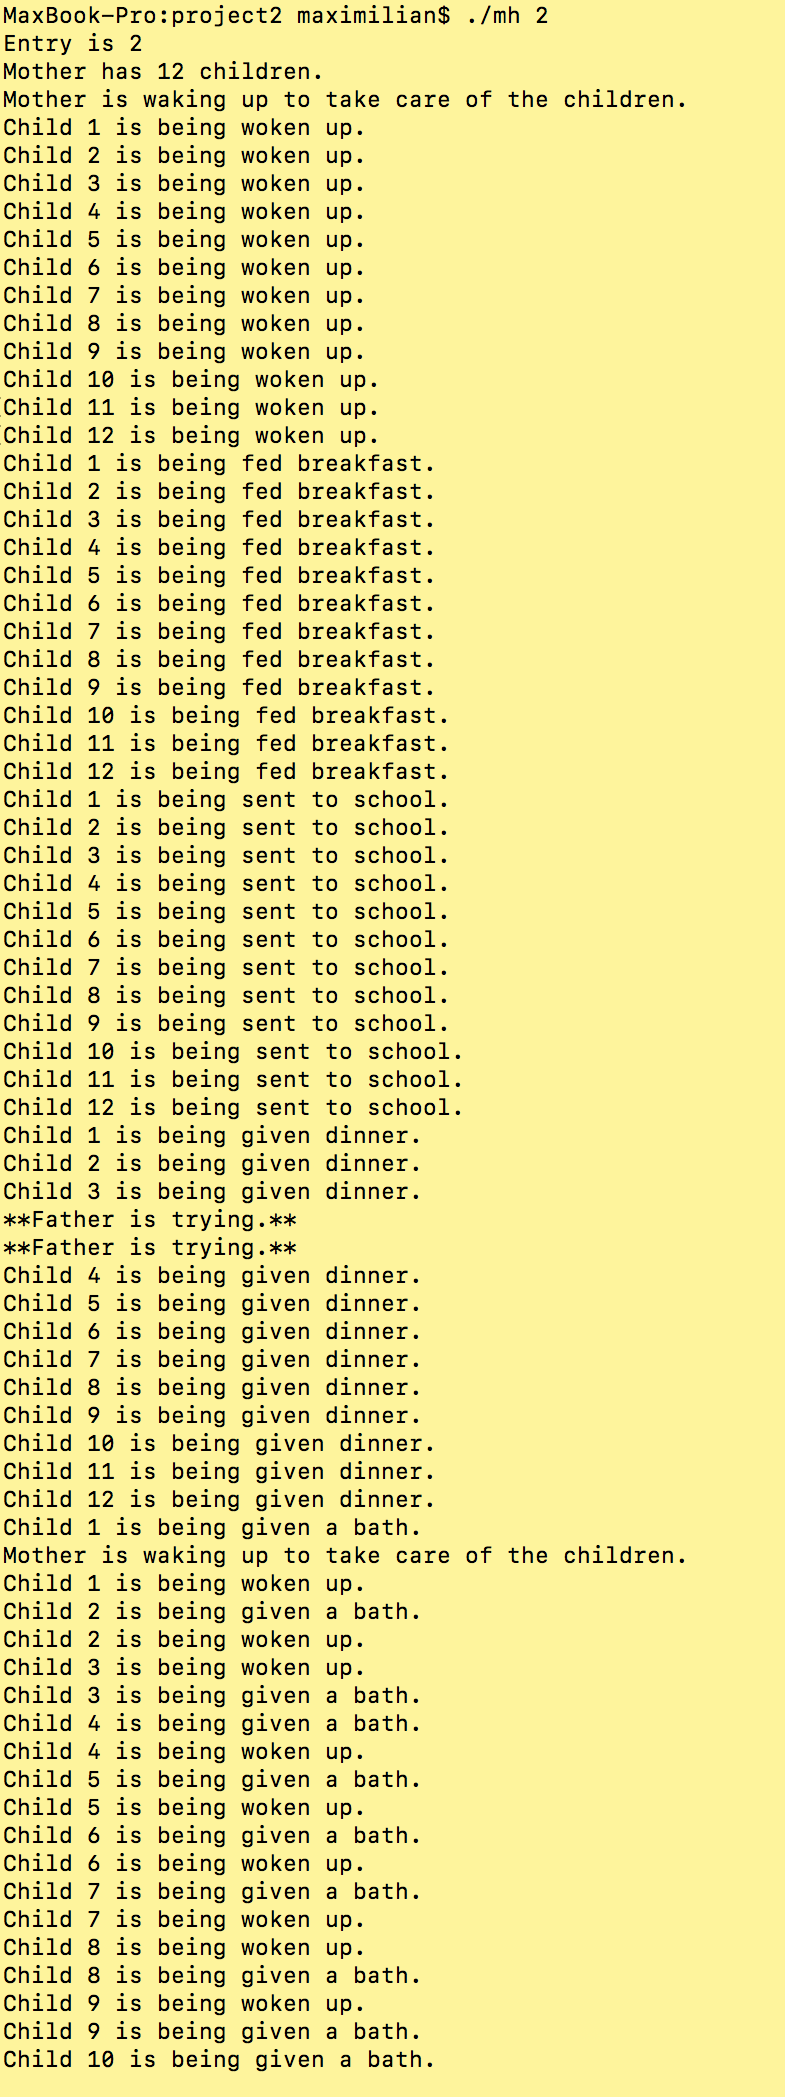 MaxBook-Pro:project2 maximilian$ ./mh 2
Entry is 2
Mother has 12 children.
Mother is waking up to take care of the children.
Child 1 is being woken up.
Child 2 is being woken up.
Child 3 is being woken up.
Child 4 is being woken up.
Child 5 is being woken up.
Child 6 is being woken up.
Child 7 is being woken up.
Child 8 is being woken up.
Child 9 is being woken up.
Child 10 is being woken up.
Child 11 is being woken up.
Child 12 is being woken up.
Child 1 is being fed breakfast.
Child 2 is being fed breakfast.
Child 3 is being fed breakfast.
Child 4 is being fed breakfast.
Child 5 is being fed breakfast.
Child 6 is being fed breakfast.
Child 7 is being fed breakfast.
Child 8 is being fed breakfast.
Child 9 is being fed breakfast.
Child 10 is being fed breakfast.
Child 11 is being fed breakfast.
Child 12 is being fed breakfast.
Child 1 is being sent to school.
Child 2 is being sent to school.
Child 3 is being sent to school.
Child 4 is being sent to school.
Child 5 is being sent to school.
Child 6 is being sent to school.
Child 7 is being sent to school.
Child 8 is being sent to school.
Child 9 is being sent to school.
Child 10 is being sent to school.
Child 11 is being sent to school.
Child 12 is being sent to school.
Child 1 is being given dinner.
Child 2 is being given dinner.
Child 3 is being given dinner.
**Father is trying.**
**Father is trying.**
Child 4 is being given dinner.
Child 5 is being given dinner.
Child 6 is being given dinner.
Child 7 is being given dinner.
Child 8 is being given dinner.
Child 9 is being given dinner.
Child 10 is being given dinner.
Child 11 is being given dinner.
Child 12 is being given dinner.
Child 1 is being given a bath.
Mother is waking up to take care of the children.
Child 1 is being woken up.
Child 2 is being given a bath.
Child 2 is being woken up.
Child 3 is being woken up.
Child 3 is being given a bath.
Child 4 is being given a bath.
Child 4 is being woken up.
Child 5 is being given a bath.
Child 5 is being woken up.
Child 6 is being given a bath.
Child 6 is being woken up.
Child 7 is being given a bath.
Child 7 is being woken up.
Child 8 is being woken up.
Child 8 is being given a bath.
Child 9 is being woken up.
Child 9 is being given a bath.
Child 10 is being given a bath.